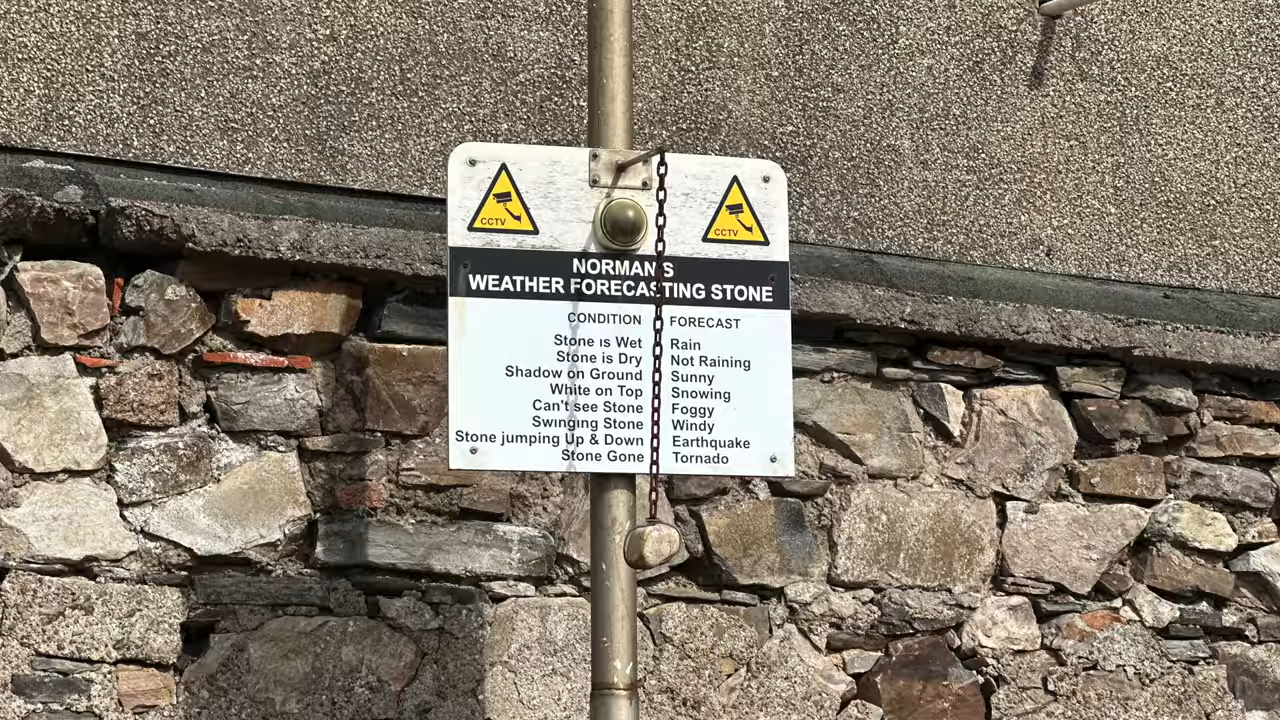 CCTV CCTV
NORMAN'S
WEATHER FORECASTING STONE
CONDITION FORECAST
Stone is Wet Rain
Stone is Dry Not Raining
Shadow on Ground Sunny
White on Top Snowing
Can't see Stone Foggy
Swinging Stone Windy
Stone jumping Up & Down Earthquake
Stone Gone Tornado